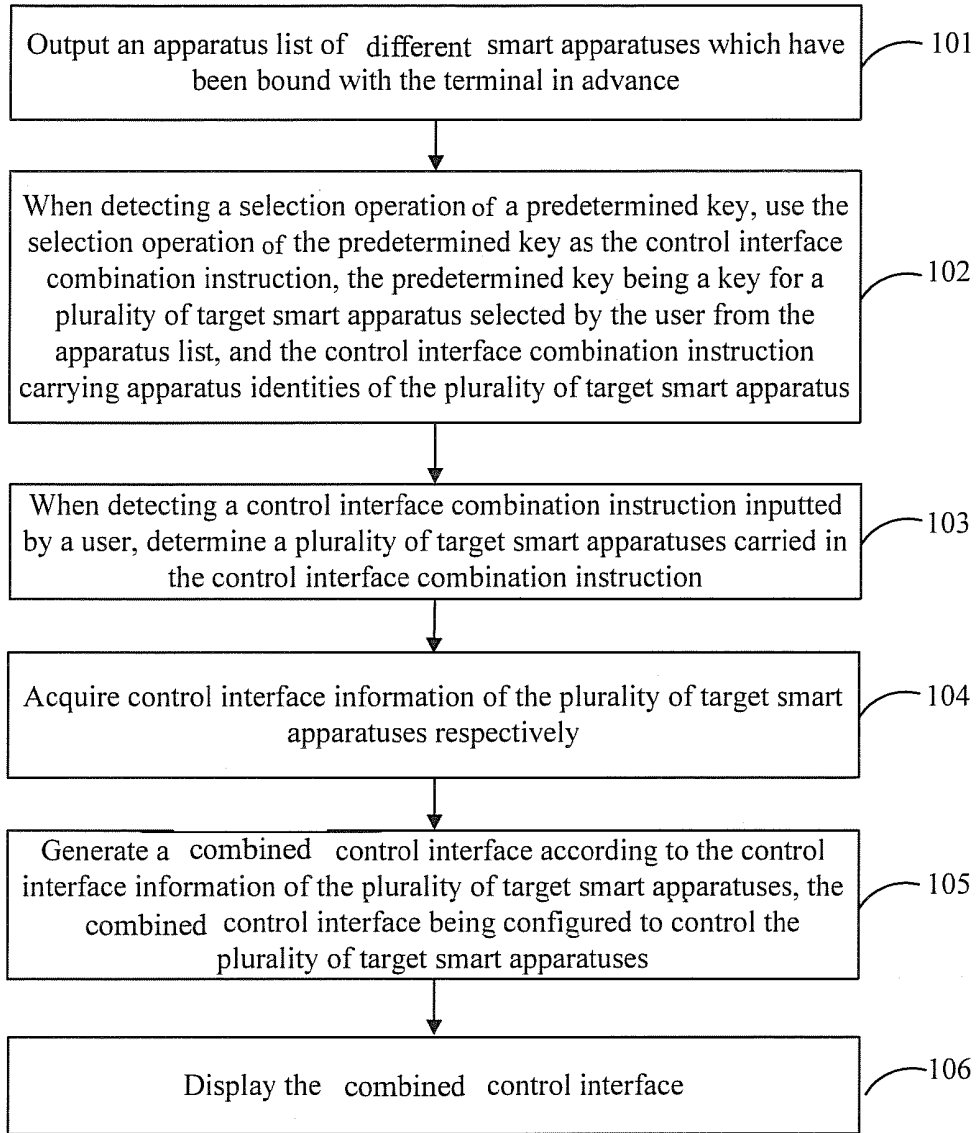 Output an apparatus list of different smart apparatuses which have
been bound with the terminal in advance
101
When detecting a selection operation of a predetermined key, use the
selection operation of the predetermined key as the control interface
combination instruction, the predetermined key being a key for a
plurality of target smart apparatus selected by the user from the
apparatus list, and the control interface combination instruction
carrying apparatus identities of the plurality of target smart apparatus
102
When detecting a control interface combination instruction inputted
by a user, determine a plurality of target smart apparatuses carried in
the control interface combination instruction
103
Acquire control interface information of the plurality of target smart
apparatuses respectively
104
Generate a combined control interface according to the control
interface information of the plurality of target smart apparatuses, the
combined control interface being configured to control the
plurality of target smart apparatuses
105
Display the combined control interface
106